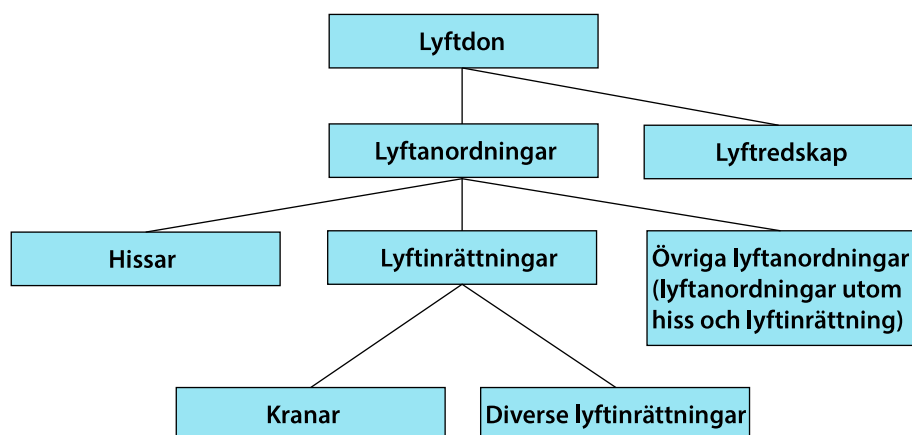 Lyftdon
Lyftanordningar
Lyftredskap
Hissar
Lyftinrättningar
Övriga lyftanordningar
(lyftanordningar utom
hiss och lyftinrättning)
Kranar
Diverse lyftinrättningar